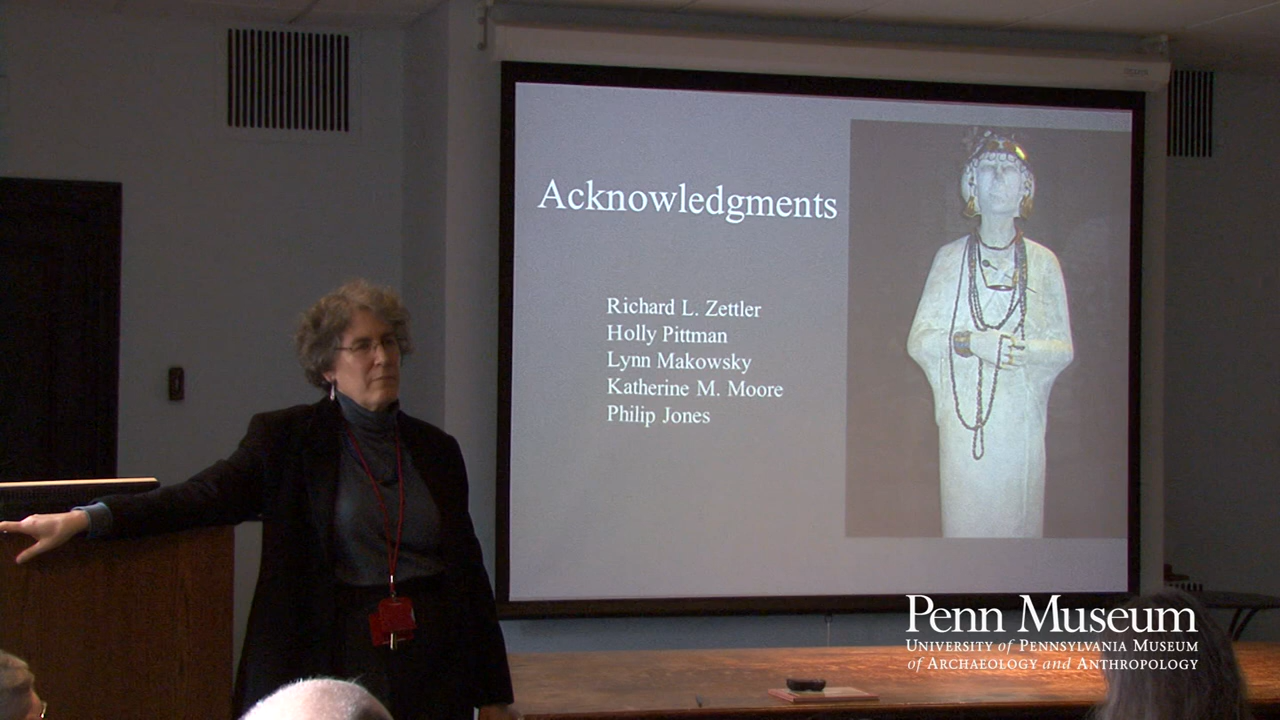 Acknowledgments
Richard L. Zettler
Holly Pittman
Lynn Makowsky
Katherine M. Moore
Philip Jones
Penn Museum
University of Pennsylvania Museum
of Archaeology and Anthropology